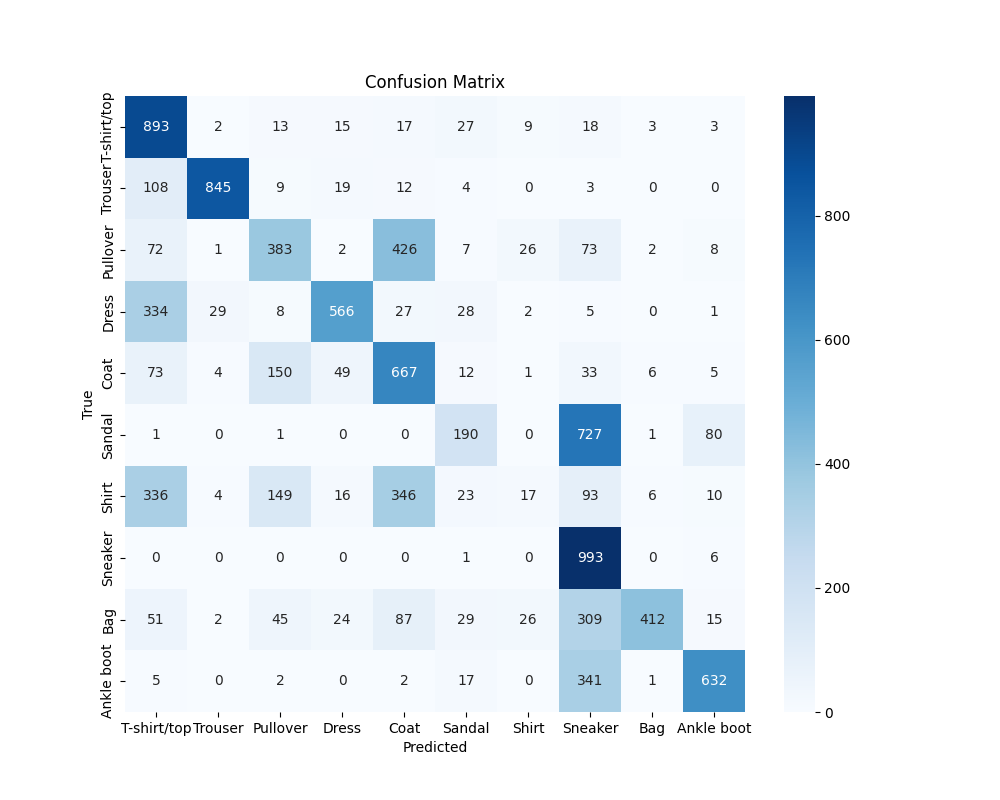 Confusion Matrix
T-shirt/top 893 2 13 15 17 27 9 18 3 3
Trouser 108 845 9 19 12 4 0 3 0 0
Pullover 72 1 383 2 426 7 26 73 2 8
Dress 334 29 8 566 27 28 2 5 0 1
Coat 73 4 150 49 667 12 1 33 6 5
Sandal 1 0 1 0 0 190 0 727 1 80
Shirt 336 4 149 16 346 23 17 93 6 10
Sneaker 0 0 0 0 0 1 0 993 0 6
Bag 51 2 45 24 87 29 26 309 412 15
Ankle boot 5 0 2 0 2 17 0 341 1 632
T-shirt/top Trouser Pullover Dress Coat Sandal Shirt Sneaker Bag Ankle boot
Predicted
True
800
600
400
200
0